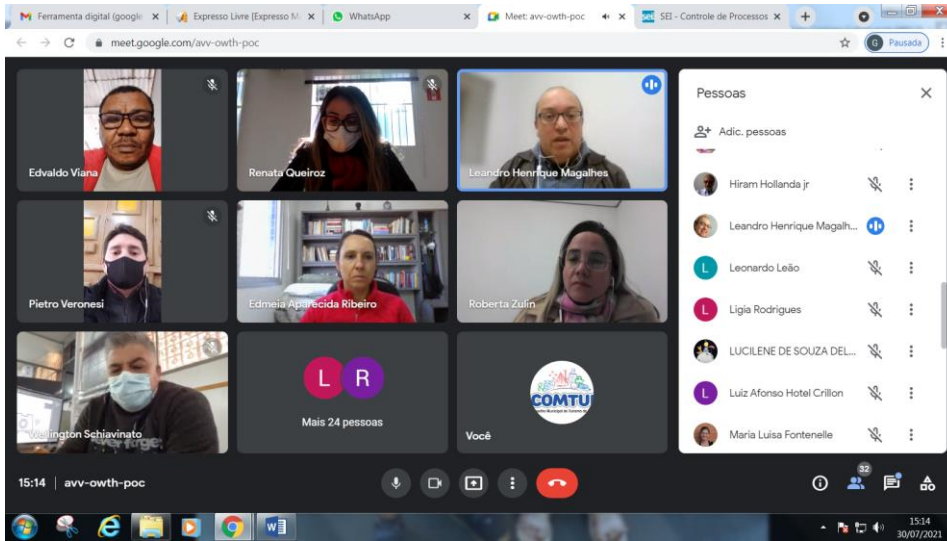 Ferramenta digital (google
Expresso Livre [Expresso M
WhatsApp
Meet: avv-owth-poc
sei SEI - Controle de Processos
meet.google.com/avv-owth-poc
G Pausada
Edvaldo Viana
Renata Queiroz
Leandro Henrique Magalhes
Pessoas
Adic. pessoas
Hiram Hollanda jr
Leandro Henrique Magalh...
Pietro Veronesi
Edmeia Aparecida Ribeiro
Roberta Zulin
L Leonardo Leão
L Ligia Rodrigues
LUCILENE DE SOUZA DEL...
Wellington Schiavinato
L R
Mais 24 pessoas
COMTU
Você
L Luiz Afonso Hotel Crillon
Maria Luisa Fontenelle
15:14 | avv-owth-poc
32
15:14
30/07/2021